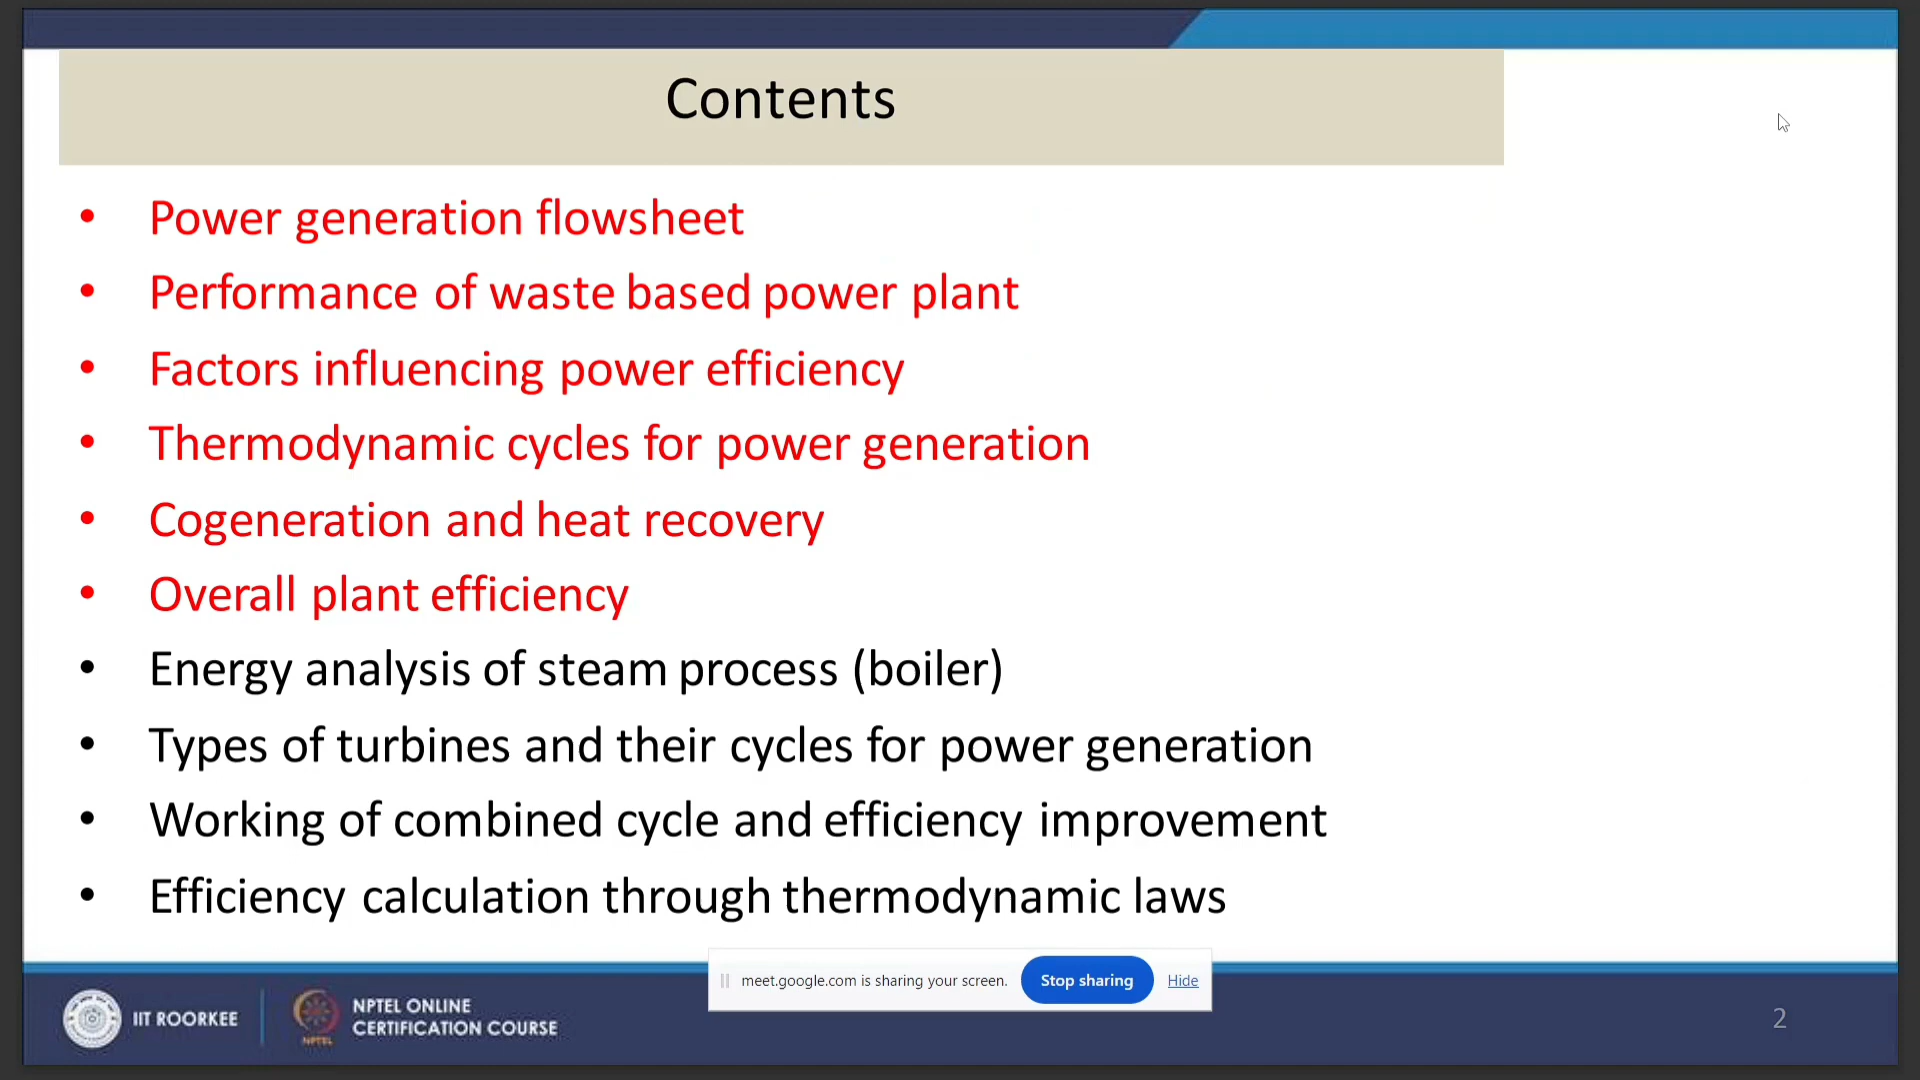 Contents
• Power generation flowsheet
• Performance of waste based power plant
• Factors influencing power efficiency
• Thermodynamic cycles for power generation
• Cogeneration and heat recovery
• Overall plant efficiency
• Energy analysis of steam process (boiler)
• Types of turbines and their cycles for power generation
• Working of combined cycle and efficiency improvement
• Efficiency calculation through thermodynamic laws
meet.google.com is sharing your screen. Stop sharing Hide
IIT ROORKEE
NPTEL
NPTEL ONLINE
CERTIFICATION COURSE
2